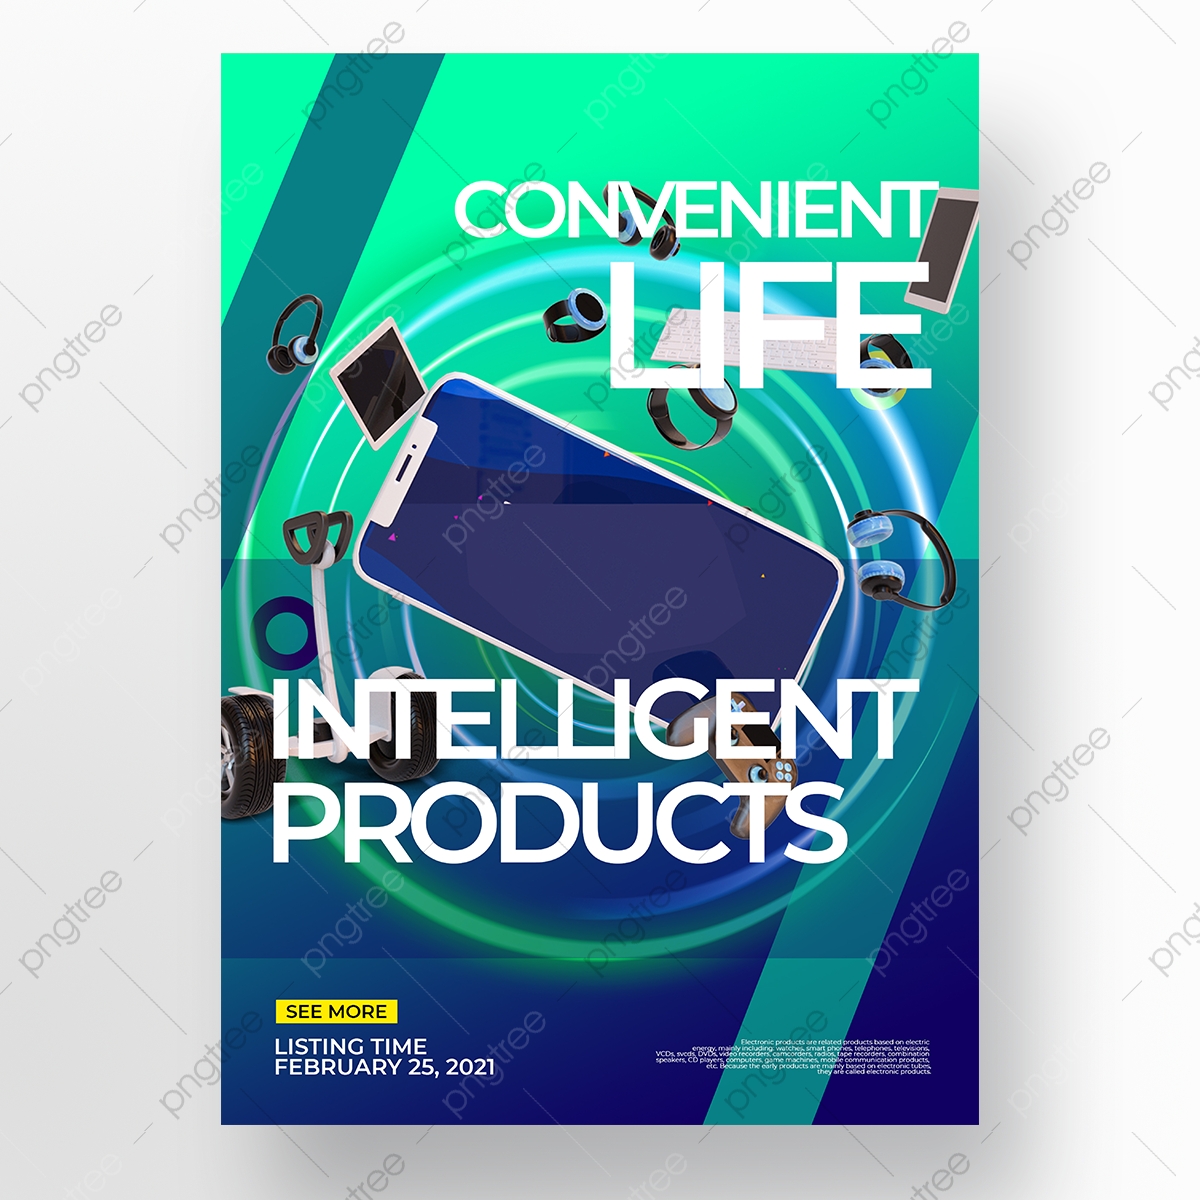 CONVENIENT
LIFE
INTELLIGENT
PRODUCTS
SEE MORE
LISTING TIME
FEBRUARY 25, 2021
Electronic products are related products based on electric
energy, mainly including: watches, smart phones, telephones, televisions,
VCDs, svcds, DVDs, video recorders, camcorders, radios, tape recorders, combination
speakers, CD players, computers, game machines, mobile communication products,
etc. Because the early products are mainly based on electronic tubes,
they are called electronic products.
pngtree